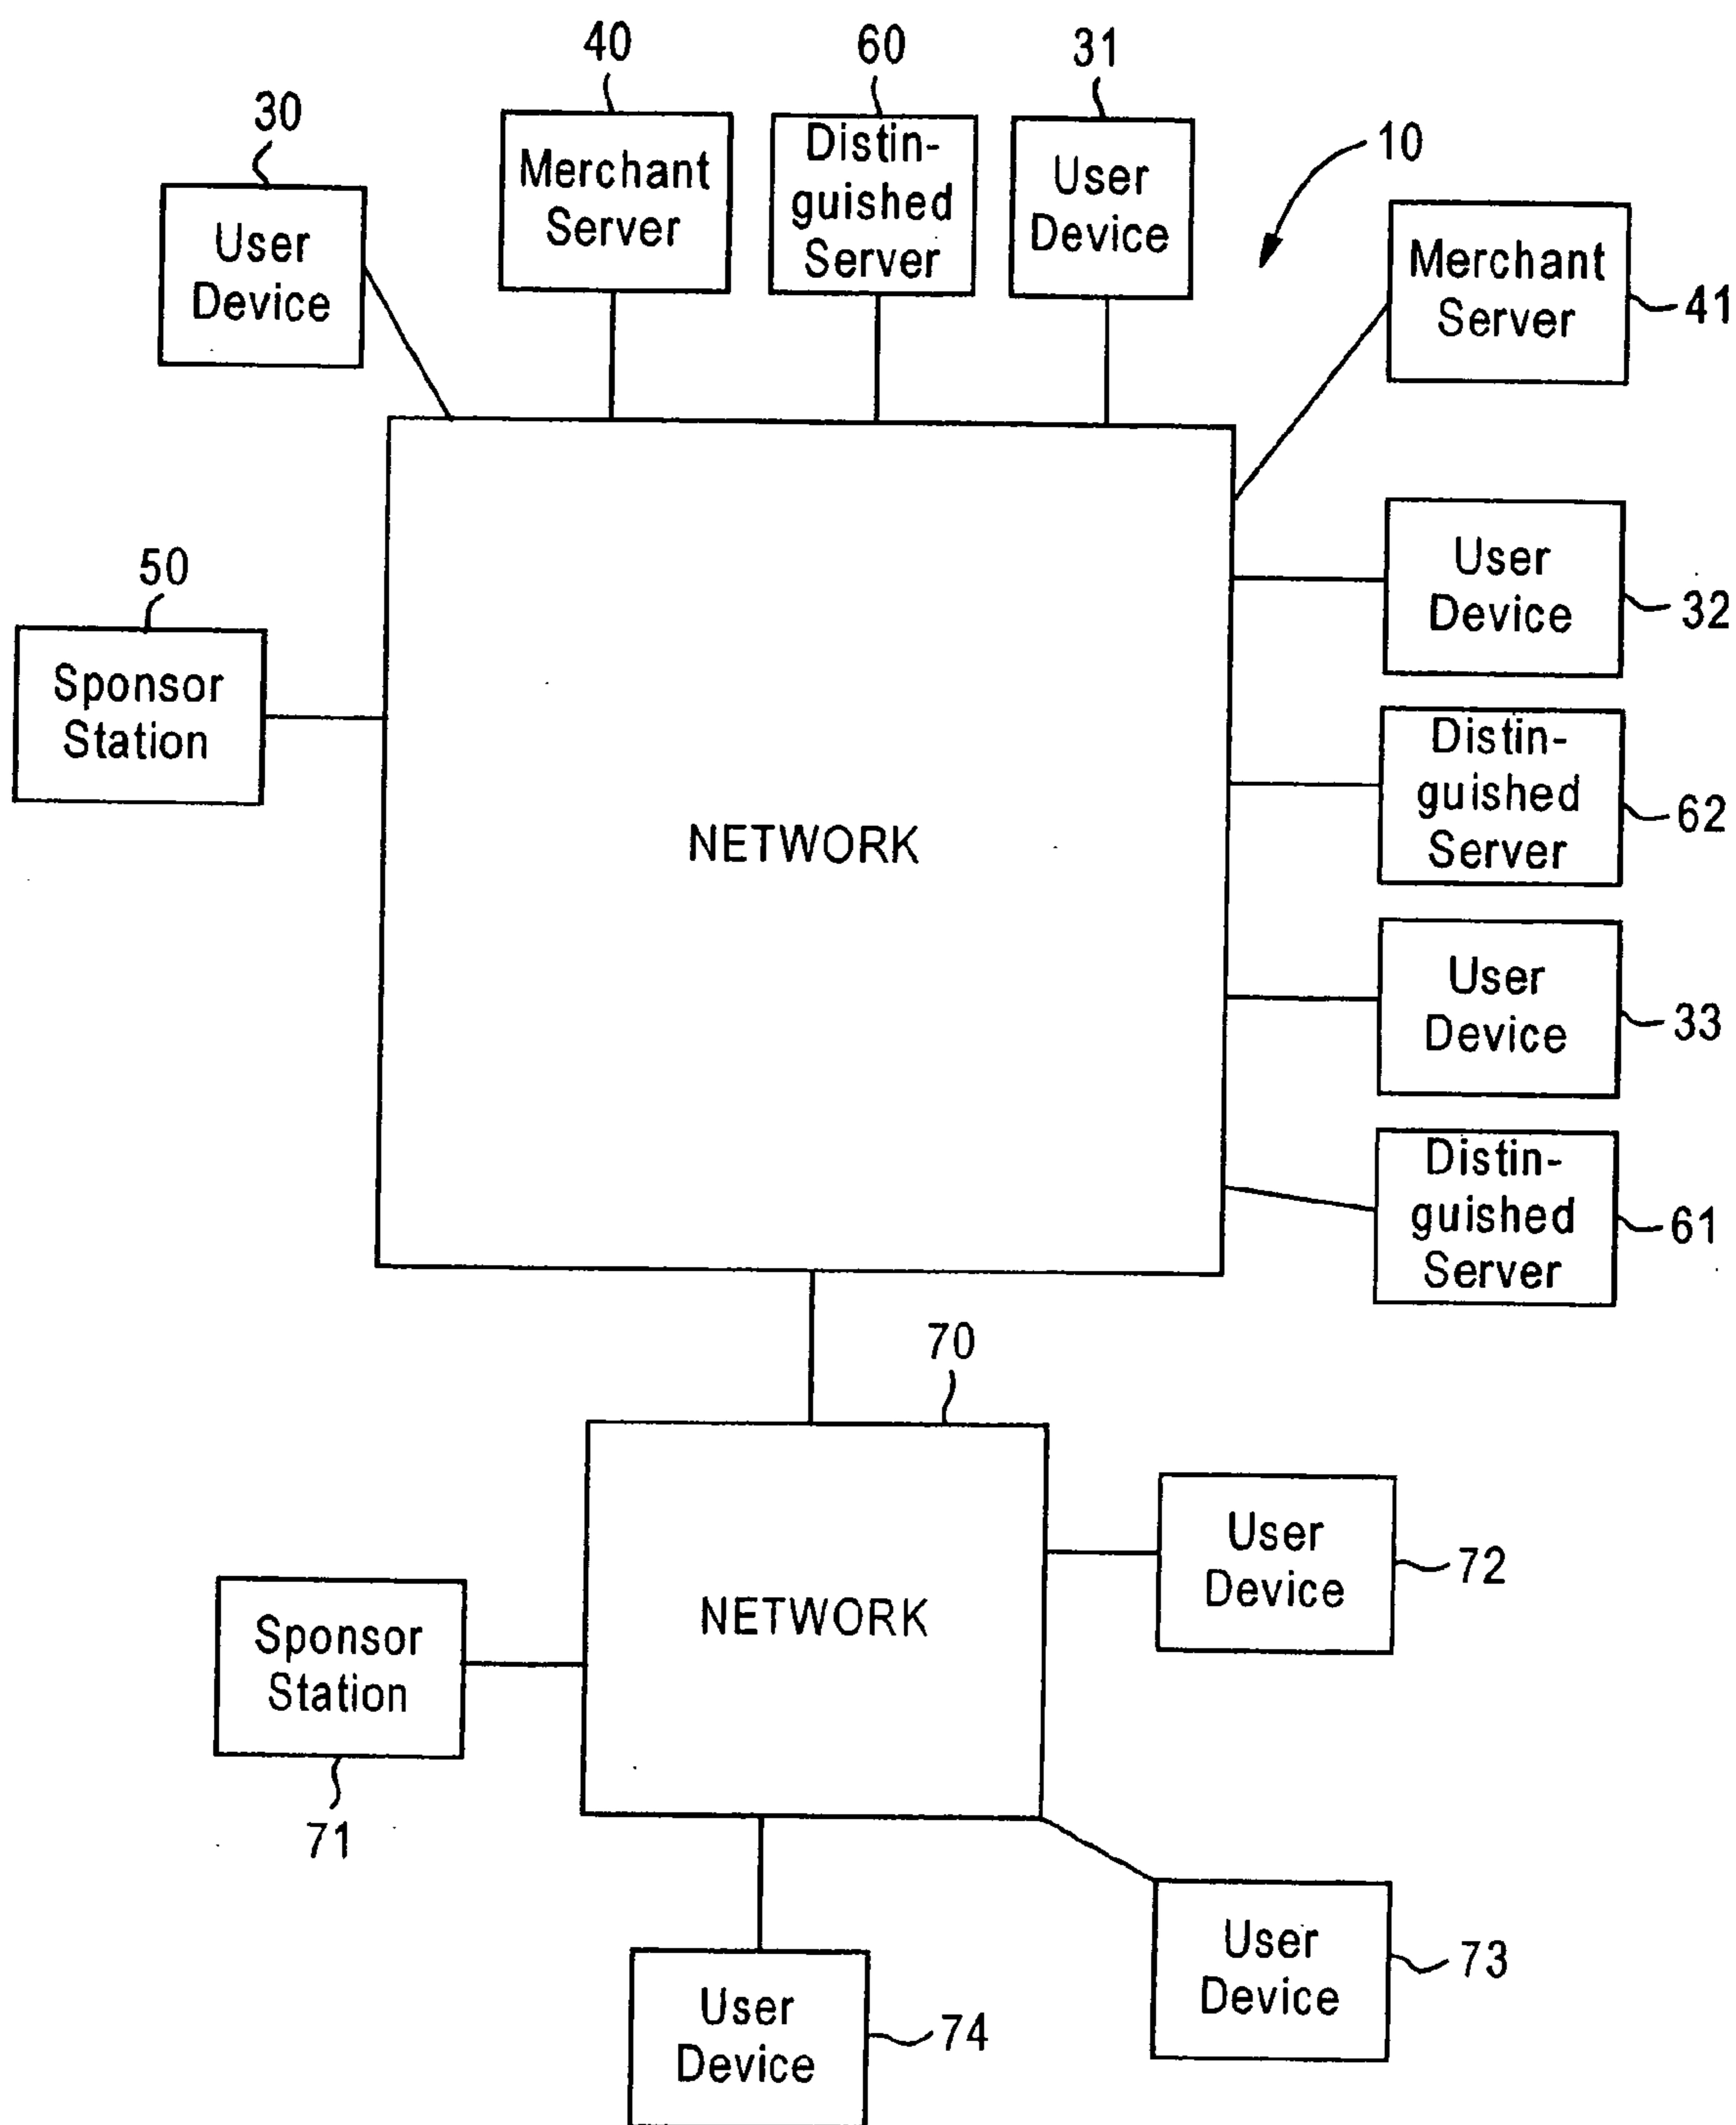 40
60
31
30
10
Merchant
Server
Distin-
guished
Server
User
Device
User
Device
Merchant
Server
41
50
User
Device
32
Sponsor
Station
Distin-
guished
Server
62
NETWORK
User
Device
33
Distin-
guished
Server
61
70
User
Device
72
NETWORK
Sponsor
Station
71
User
Device
73
User
Device
74